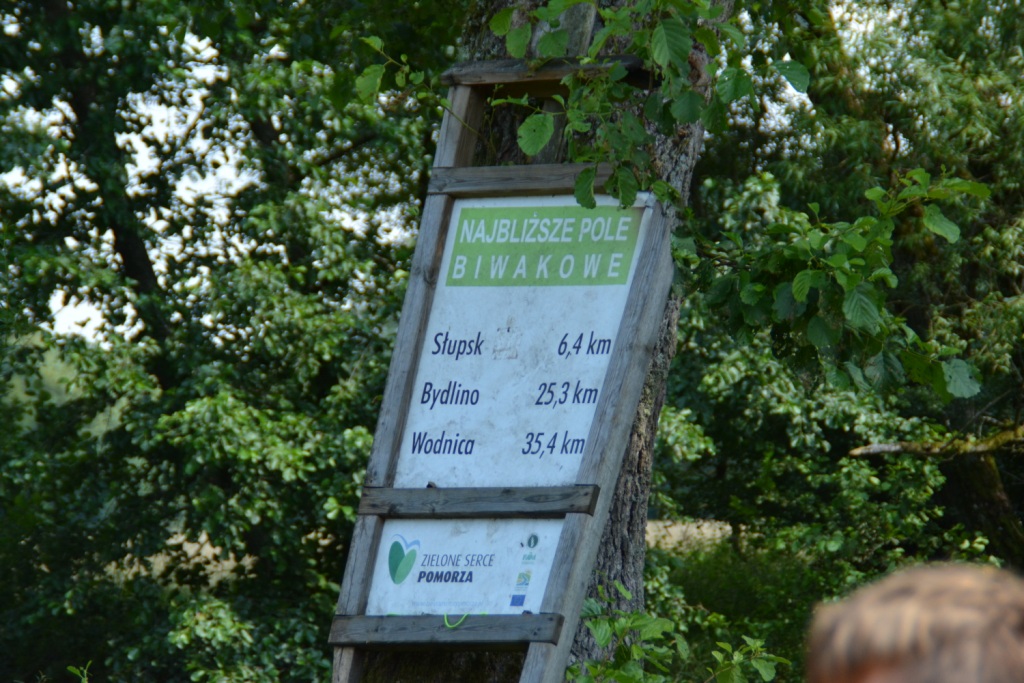 NAJBLIŻSZE POLE
BIWAKOWE
Słupsk 6,4 km
Bydlino 25,3 km
Wodnica 35,4 km
ZIELONE SERCE
POMORZA